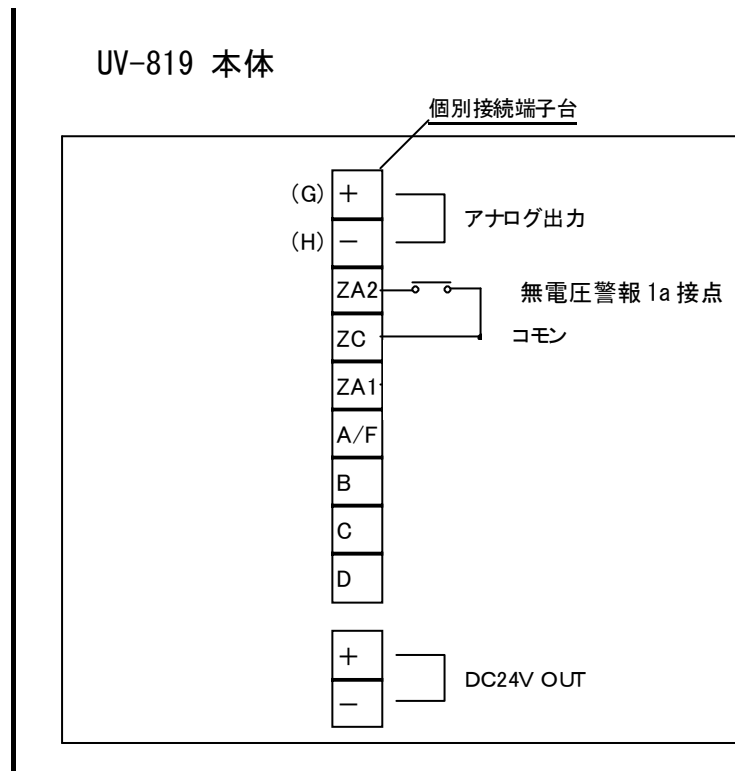 UV-819 本体
個別接続端子台
(G) +
アナログ出力
(H) -
ZA2
無電圧警報 1a 接点
ZC
コモン
ZA1
A/F
B
C
D
+
DC24V OUT
-